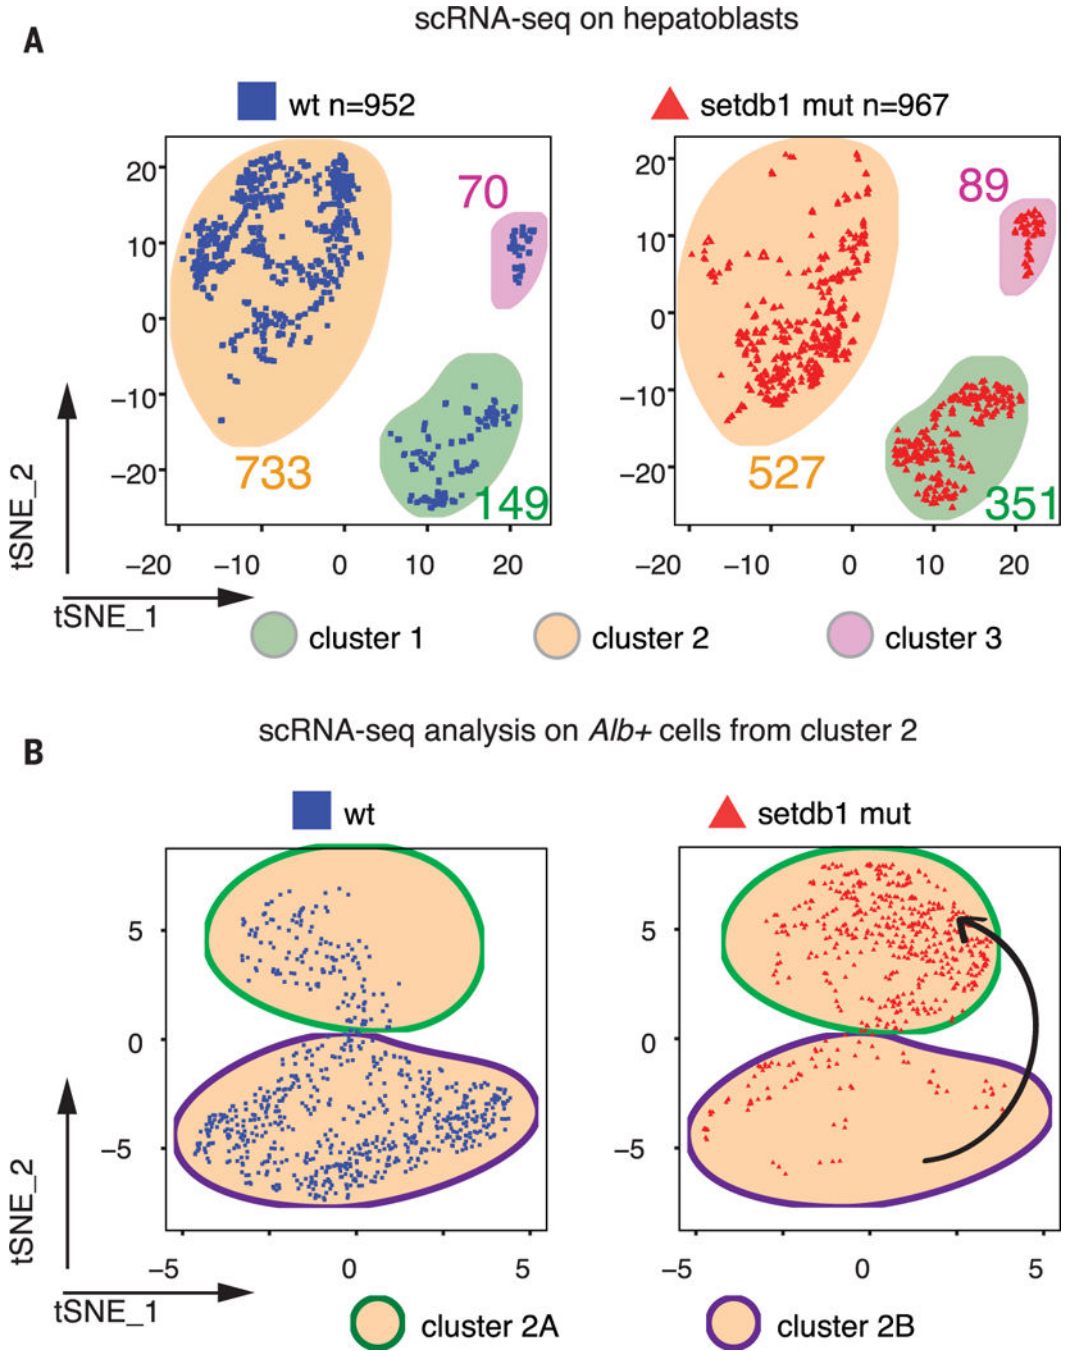 scRNA-seq on hepatoblasts
A
wt n=952
setdb1 mut n=967
20
10
0
−10
−20
70
733
149
20
10
0
−10
−20
89
527
351
tSNE_2
−20 −10 0 10 20
−20 −10 0 10 20
tSNE_1
cluster 1
cluster 2
cluster 3
scRNA-seq analysis on Alb+ cells from cluster 2
B
wt
setdb1 mut
5
0
−5
5
0
−5
tSNE_2
−5 0 5
−5 0 5
tSNE_1
cluster 2A
cluster 2B